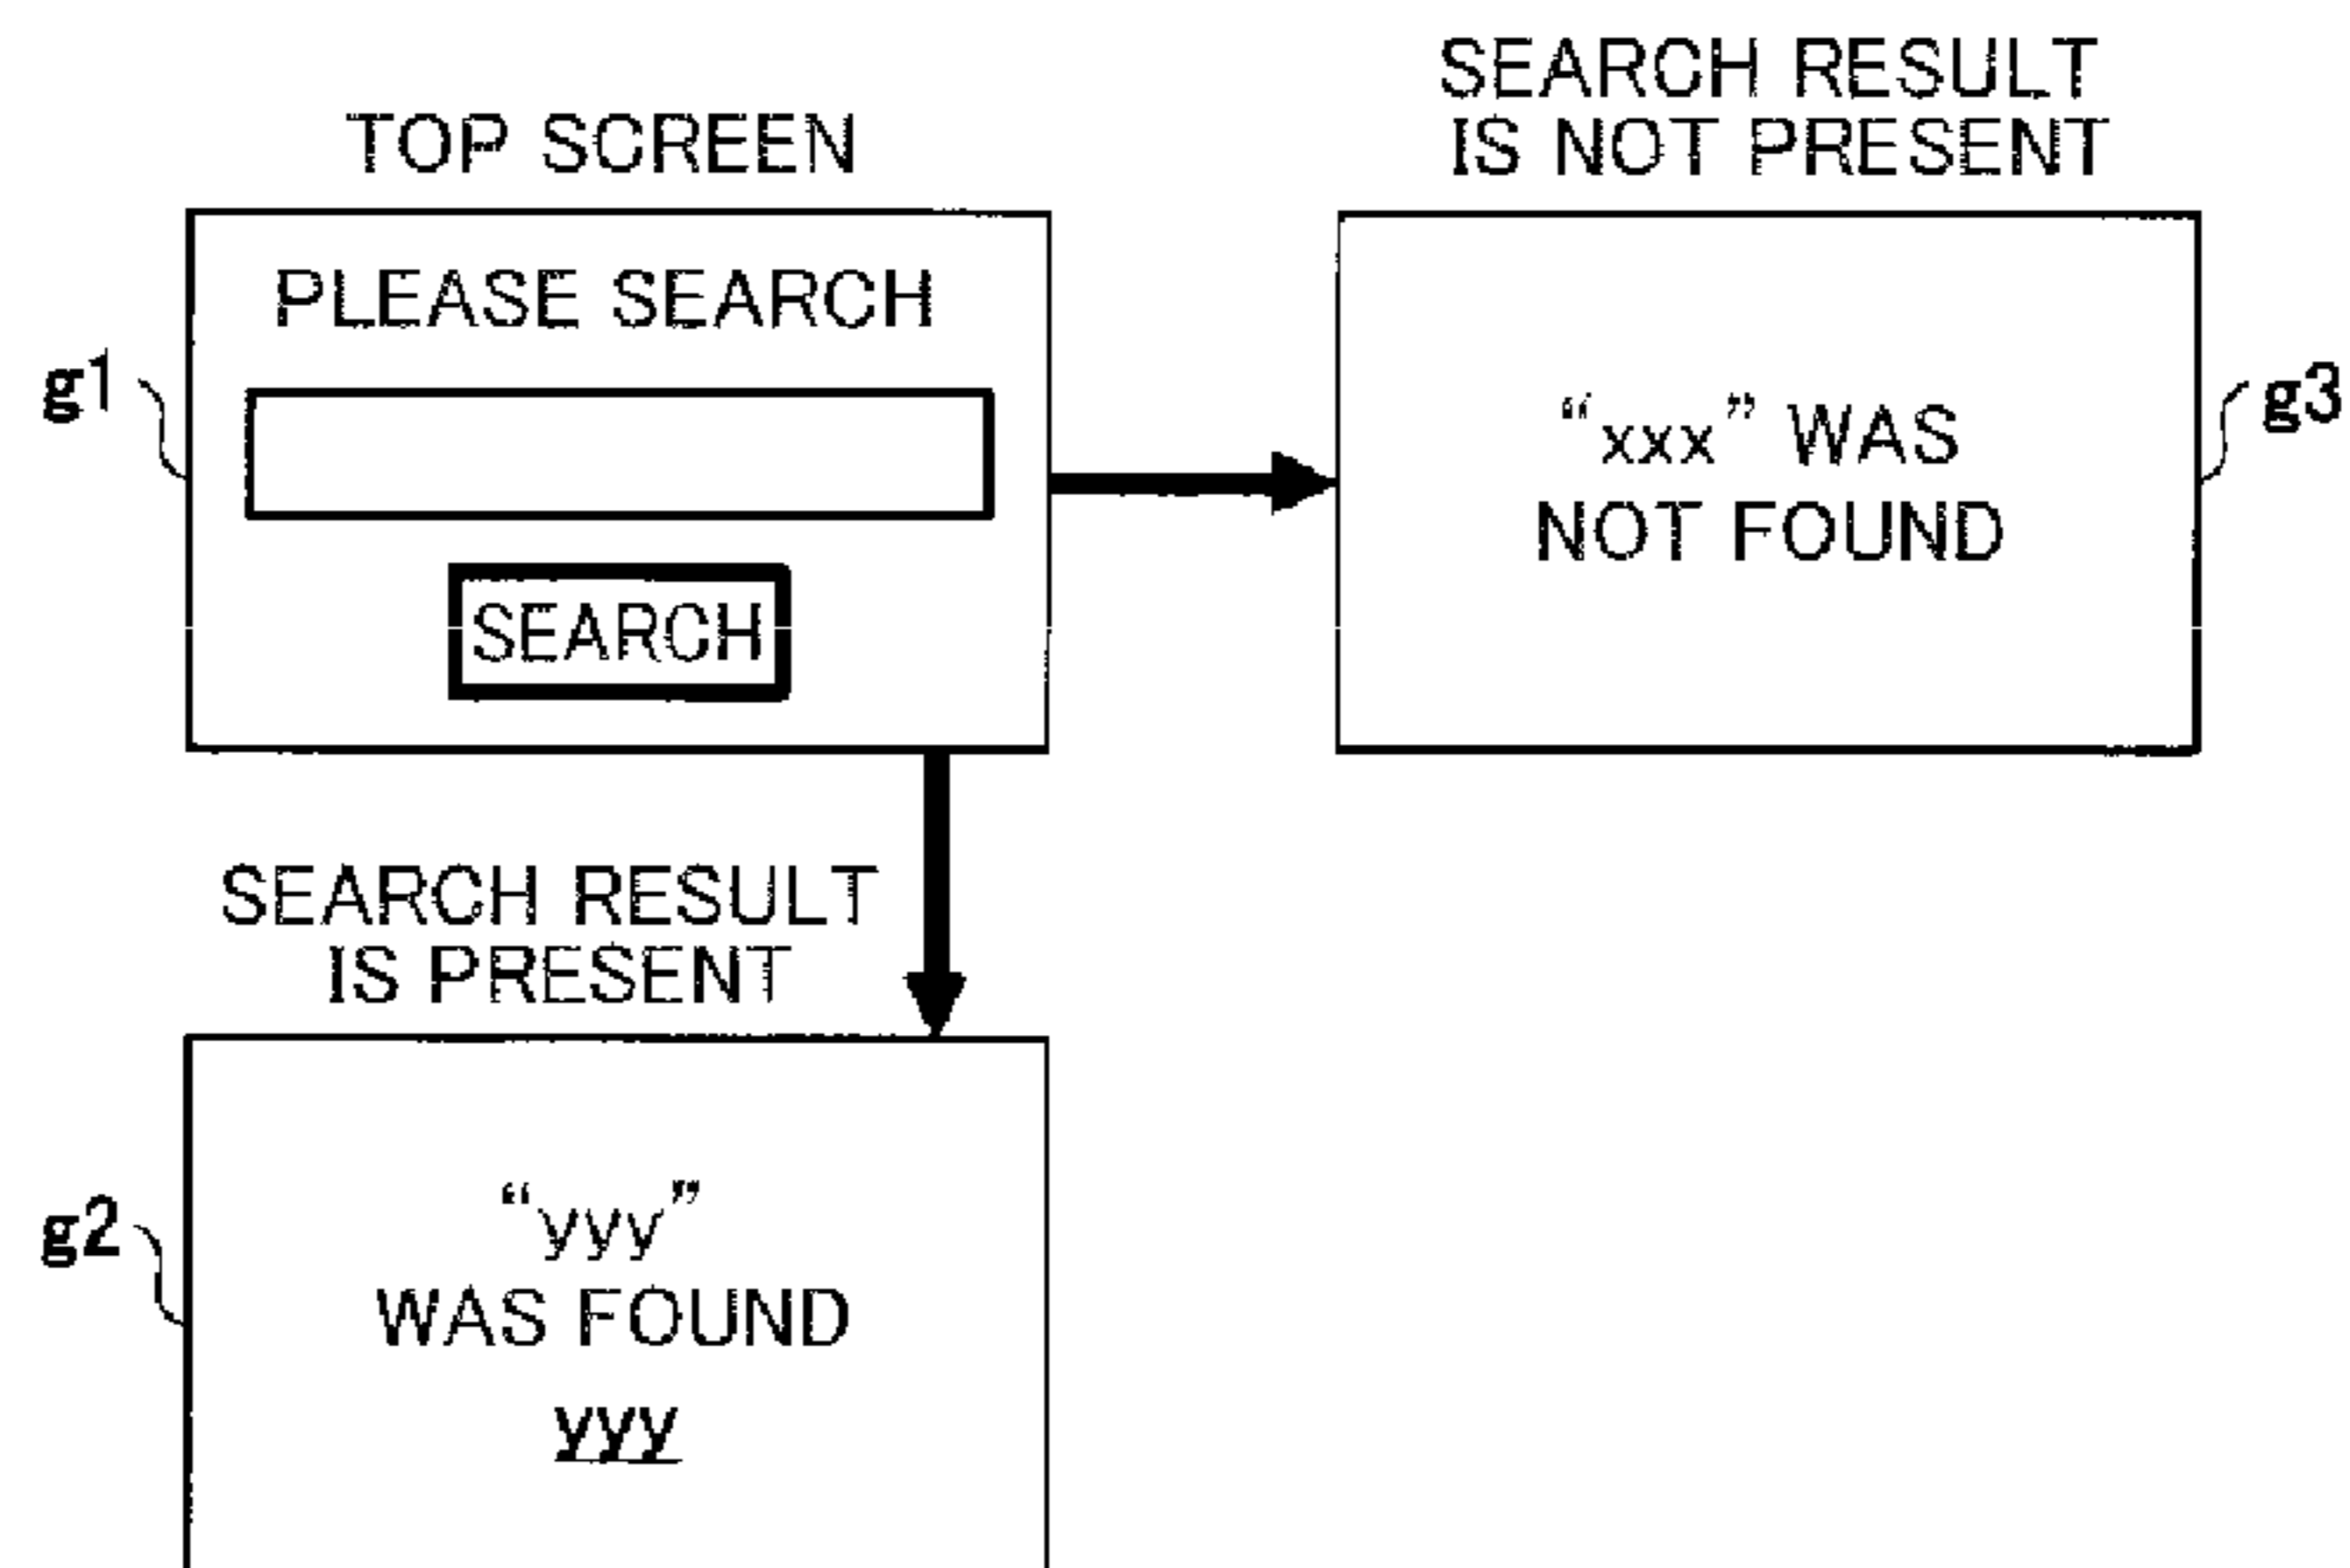 TOP SCREEN
PLEASE SEARCH
SEARCH
g1
SEARCH RESULT
IS NOT PRESENT
“xxx” WAS
NOT FOUND
g3
SEARCH RESULT
IS PRESENT
“yyy”
WAS FOUND
yyy
g2